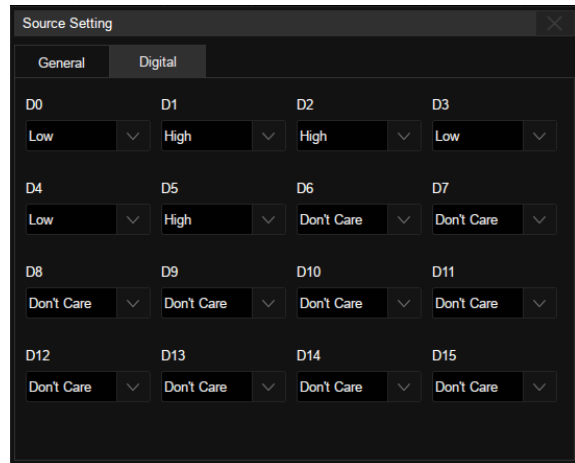 Source Setting
General Digital
D0 D1 D2 D3
Low High High Low
D4 D5 D6 D7
Low High Don't Care Don't Care
D8 D9 D10 D11
Don't Care Don't Care Don't Care Don't Care
D12 D13 D14 D15
Don't Care Don't Care Don't Care Don't Care